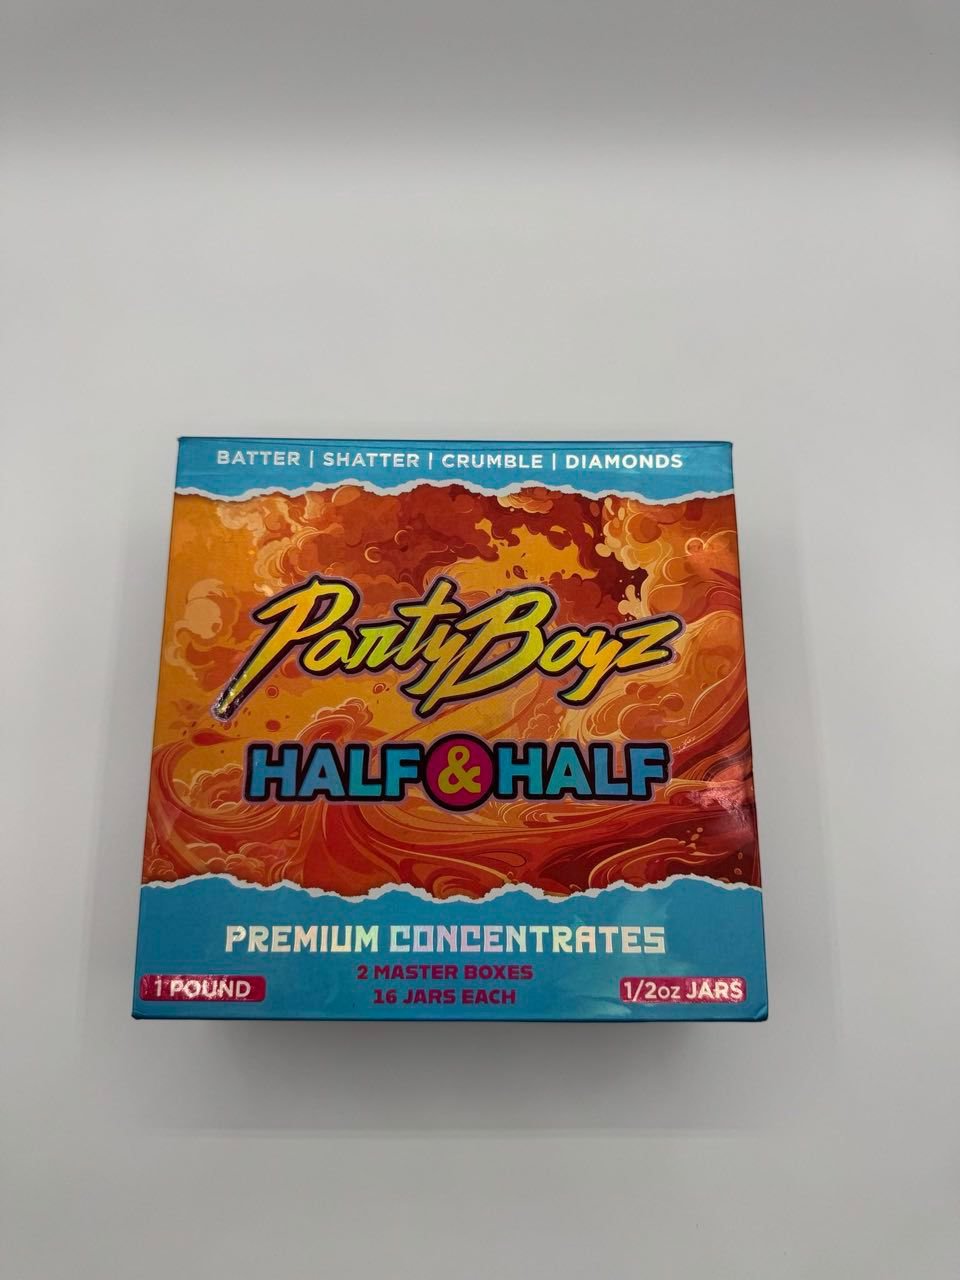 BATTER | SHATTER | CRUMBLE | DIAMONDS
PartyBoyz
HALF & HALF
PREMIUM CONCENTRATES
2 MASTER BOXES
16 JARS EACH
1 POUND
1/2oz JARS